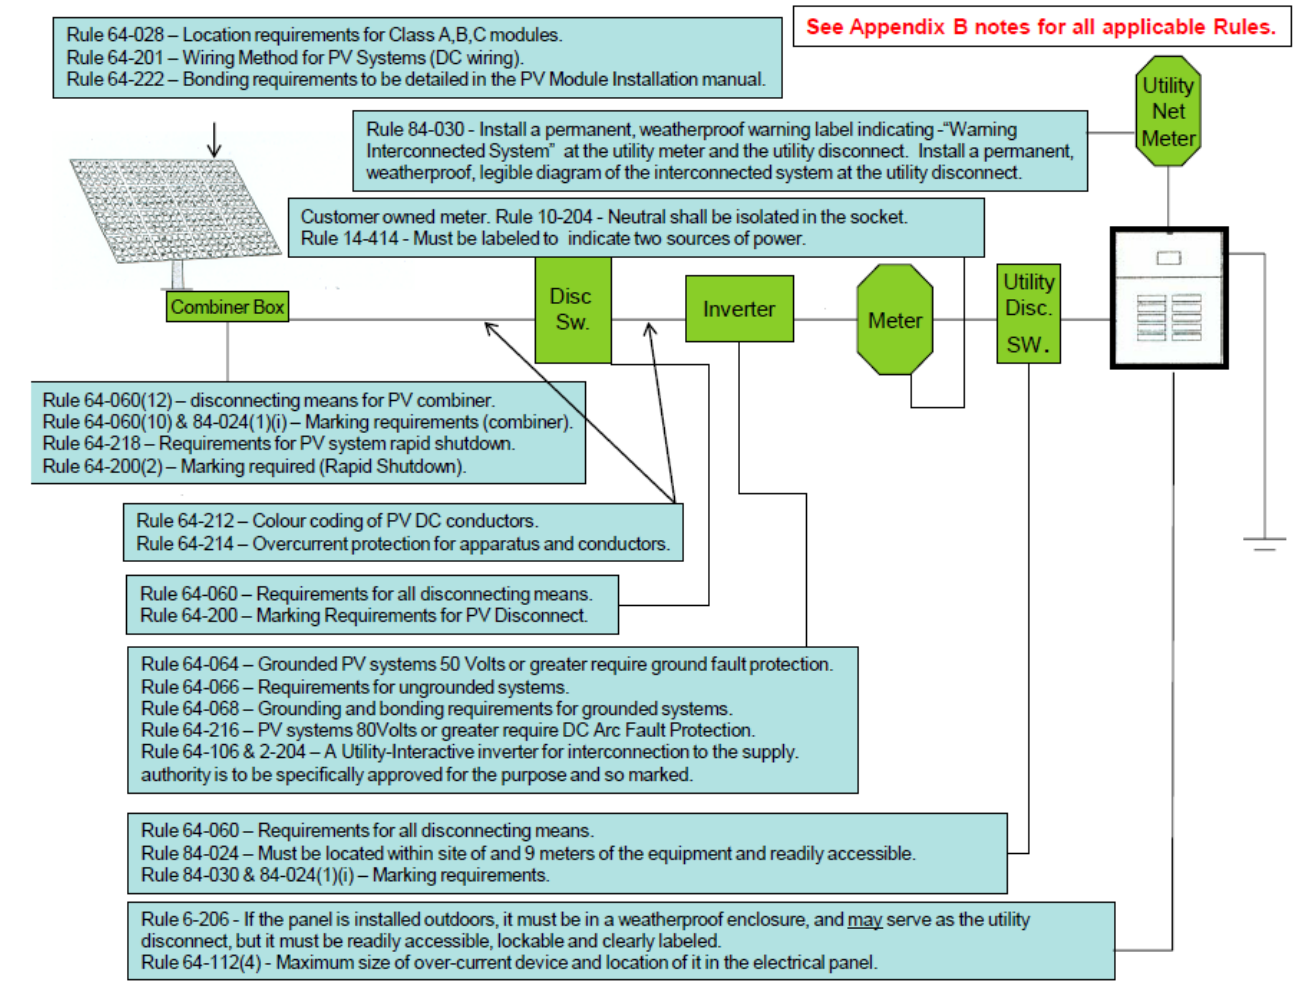 See Appendix B notes for all applicable Rules.
Rule 64-028 – Location requirements for Class A,B,C modules.
Rule 64-201 – Wiring Method for PV Systems (DC wiring).
Rule 64-222 – Bonding requirements to be detailed in the PV Module Installation manual.
Utility
Net
Meter
Rule 84-030 - Install a permanent, weatherproof warning label indicating -“Warning
Interconnected System” at the utility meter and the utility disconnect. Install a permanent,
weatherproof, legible diagram of the interconnected system at the utility disconnect.
Customer owned meter. Rule 10-204 - Neutral shall be isolated in the socket.
Rule 14-414 - Must be labeled to indicate two sources of power.
Combiner Box
Disc
Sw.
Inverter
Meter
Utility
Disc.
SW.
Rule 64-060(12) – disconnecting means for PV combiner.
Rule 64-060(10) & 84-024(1)(i) – Marking requirements (combiner).
Rule 64-218 – Requirements for PV system rapid shutdown.
Rule 64-200(2) – Marking required (Rapid Shutdown).
Rule 64-212 – Colour coding of PV DC conductors.
Rule 64-214 – Overcurrent protection for apparatus and conductors.
Rule 64-060 – Requirements for all disconnecting means.
Rule 64-200 – Marking Requirements for PV Disconnect.
Rule 64-064 – Grounded PV systems 50 Volts or greater require ground fault protection.
Rule 64-066 – Requirements for ungrounded systems.
Rule 64-068 – Grounding and bonding requirements for grounded systems.
Rule 64-216 – PV systems 80Volts or greater require DC Arc Fault Protection.
Rule 64-106 & 2-204 – A Utility-Interactive inverter for interconnection to the supply.
authority is to be specifically approved for the purpose and so marked.
Rule 64-060 – Requirements for all disconnecting means.
Rule 84-024 – Must be located within site of and 9 meters of the equipment and readily accessible.
Rule 84-030 & 84-024(1)(i) – Marking requirements.
Rule 6-206 - If the panel is installed outdoors, it must be in a weatherproof enclosure, and may serve as the utility
disconnect, but it must be readily accessible, lockable and clearly labeled.
Rule 64-112(4) - Maximum size of over-current device and location of it in the electrical panel.